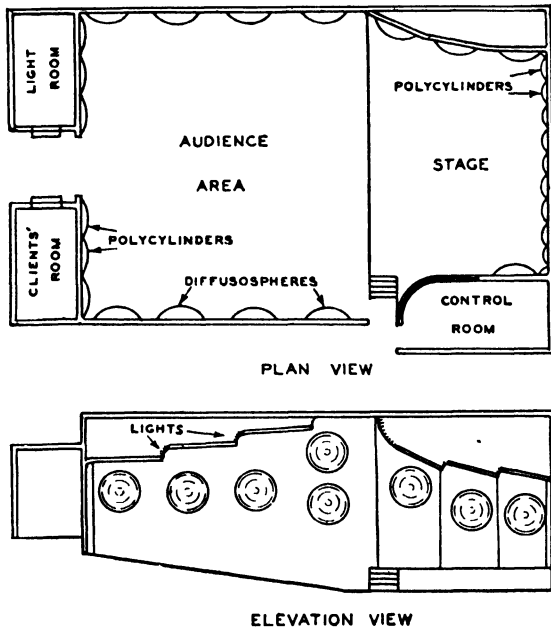 LIGHT
ROOM
POLYCYLINDERS
AUDIENCE
AREA
STAGE
CLIENTS'
ROOM
POLYCYLINDERS
DIFFUSOSPHERES
CONTROL
ROOM
PLAN VIEW
LIGHTS
ELEVATION VIEW